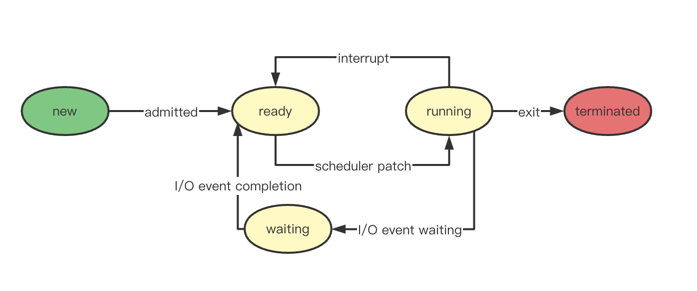 interrupt
new
admitted
ready
running
exit
terminated
scheduler patch
I/O event completion
waiting
I/O event waiting